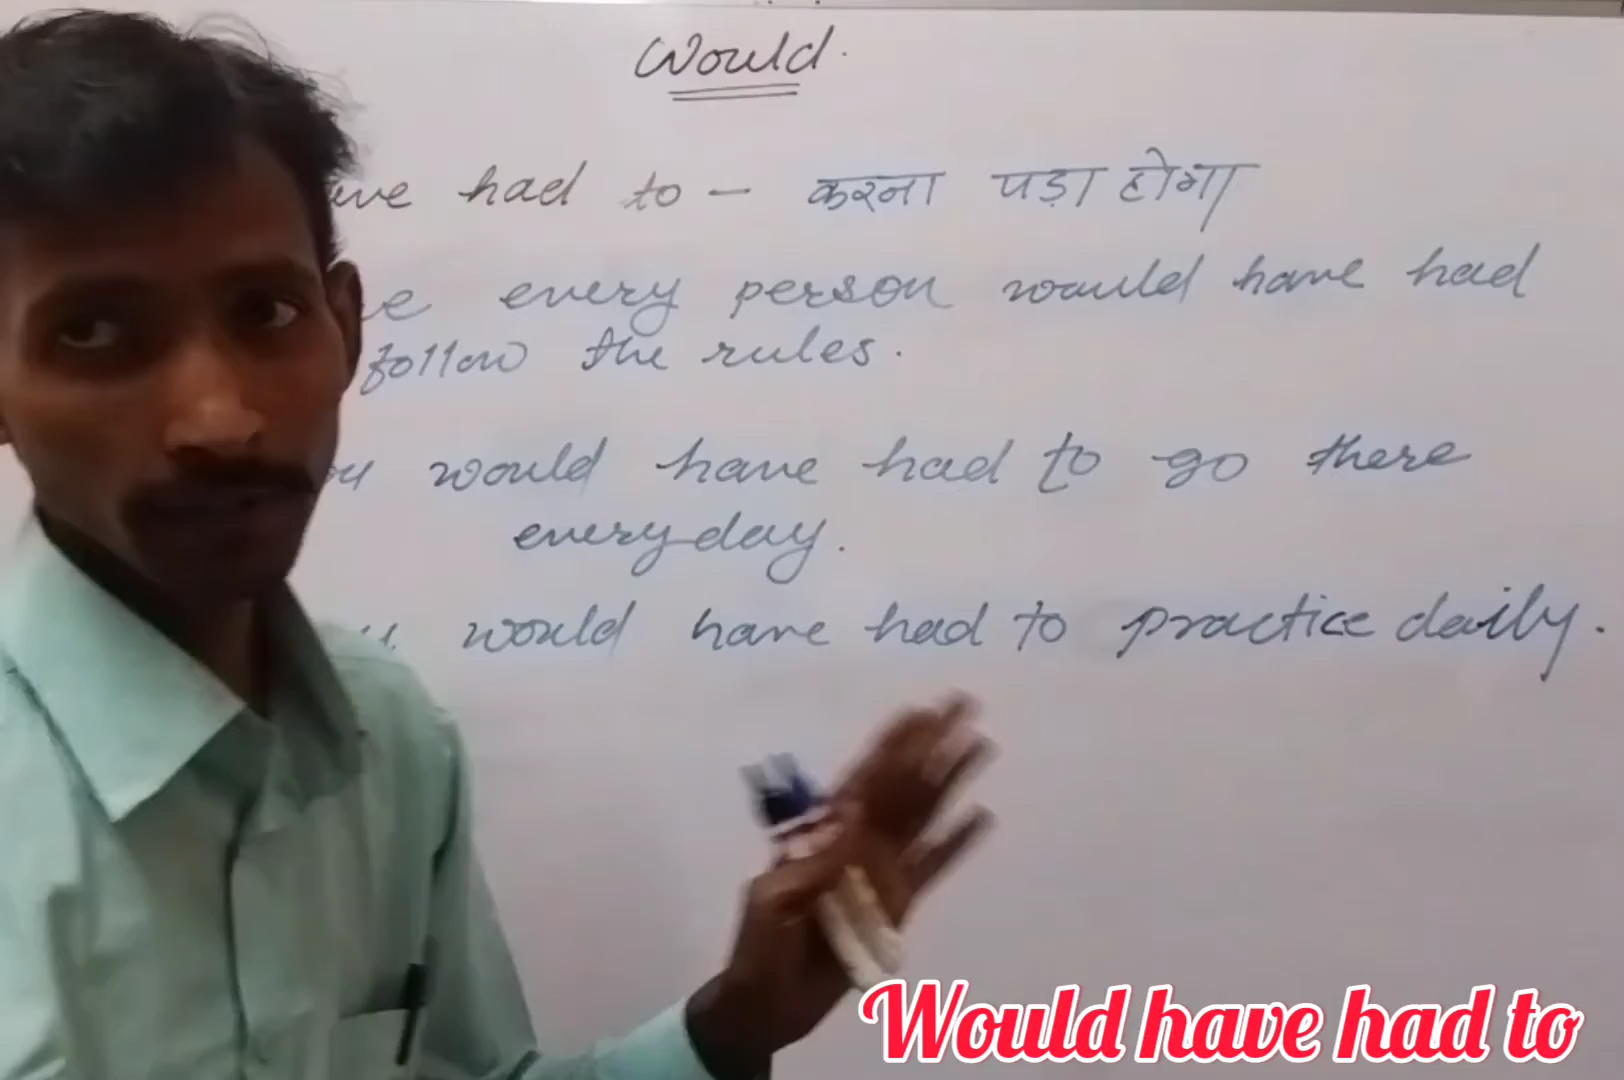 Would.
had to - करना पड़ा होगा
every person would have had
follow the rules.
would have had to go there
everyday.
would have had to practice daily.
Would have had to